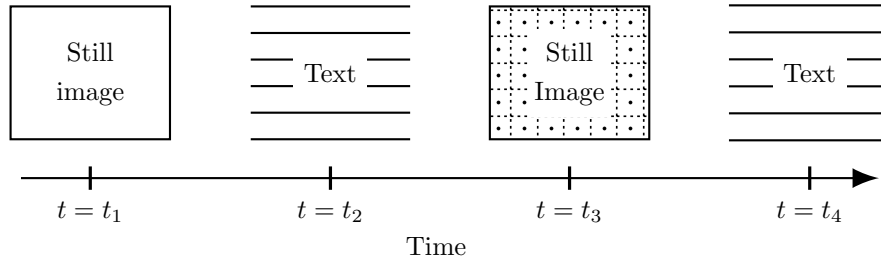 Still
image
Text
Still
Image
Text
t = t₁
t = t₂
t = t₃
t = t₄
Time